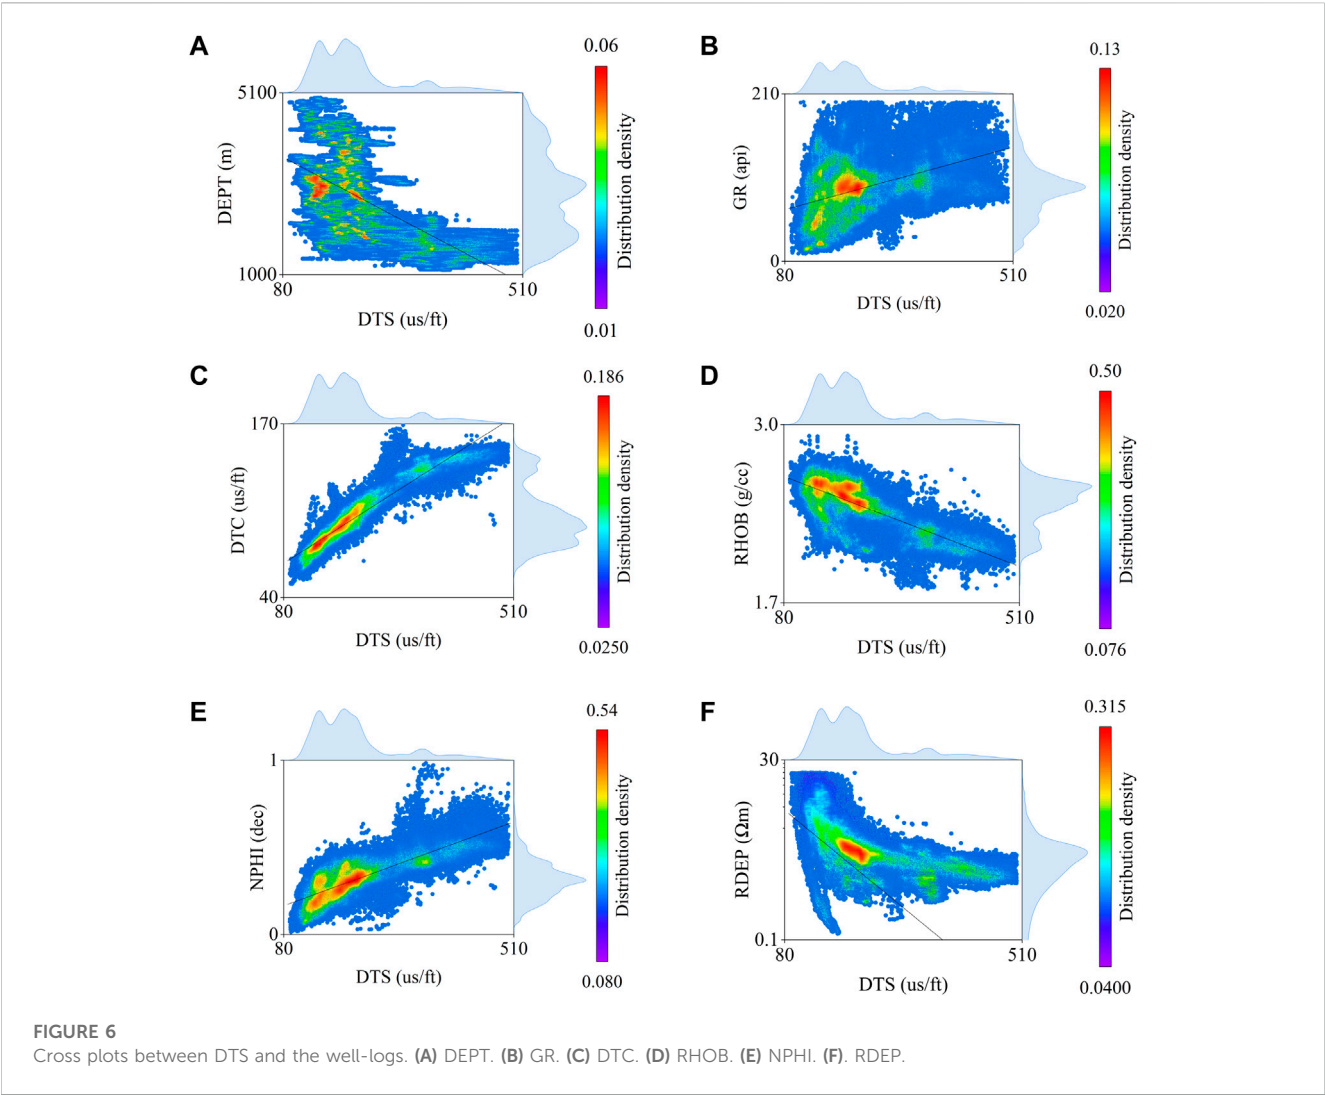 A
0.06
5100
DEPT (m)
1000
80
510
DTS (us/ft)
Distribution density
0.01
B
0.13
210
GR (api)
0
80
510
DTS (us/ft)
Distribution density
0.020
C
0.186
170
DTC (us/ft)
40
80
510
DTS (us/ft)
Distribution density
0.0250
D
0.50
3.0
RHOB (g/cc)
1.7
80
510
DTS (us/ft)
Distribution density
0.076
E
0.54
1
NPHI (dec)
0
80
510
DTS (us/ft)
Distribution density
0.080
F
0.315
30
RDEP (Ωm)
0.1
80
510
DTS (us/ft)
Distribution density
0.0400
FIGURE 6
Cross plots between DTS and the well-logs. (A) DEPT. (B) GR. (C) DTC. (D) RHOB. (E) NPHI. (F). RDEP.